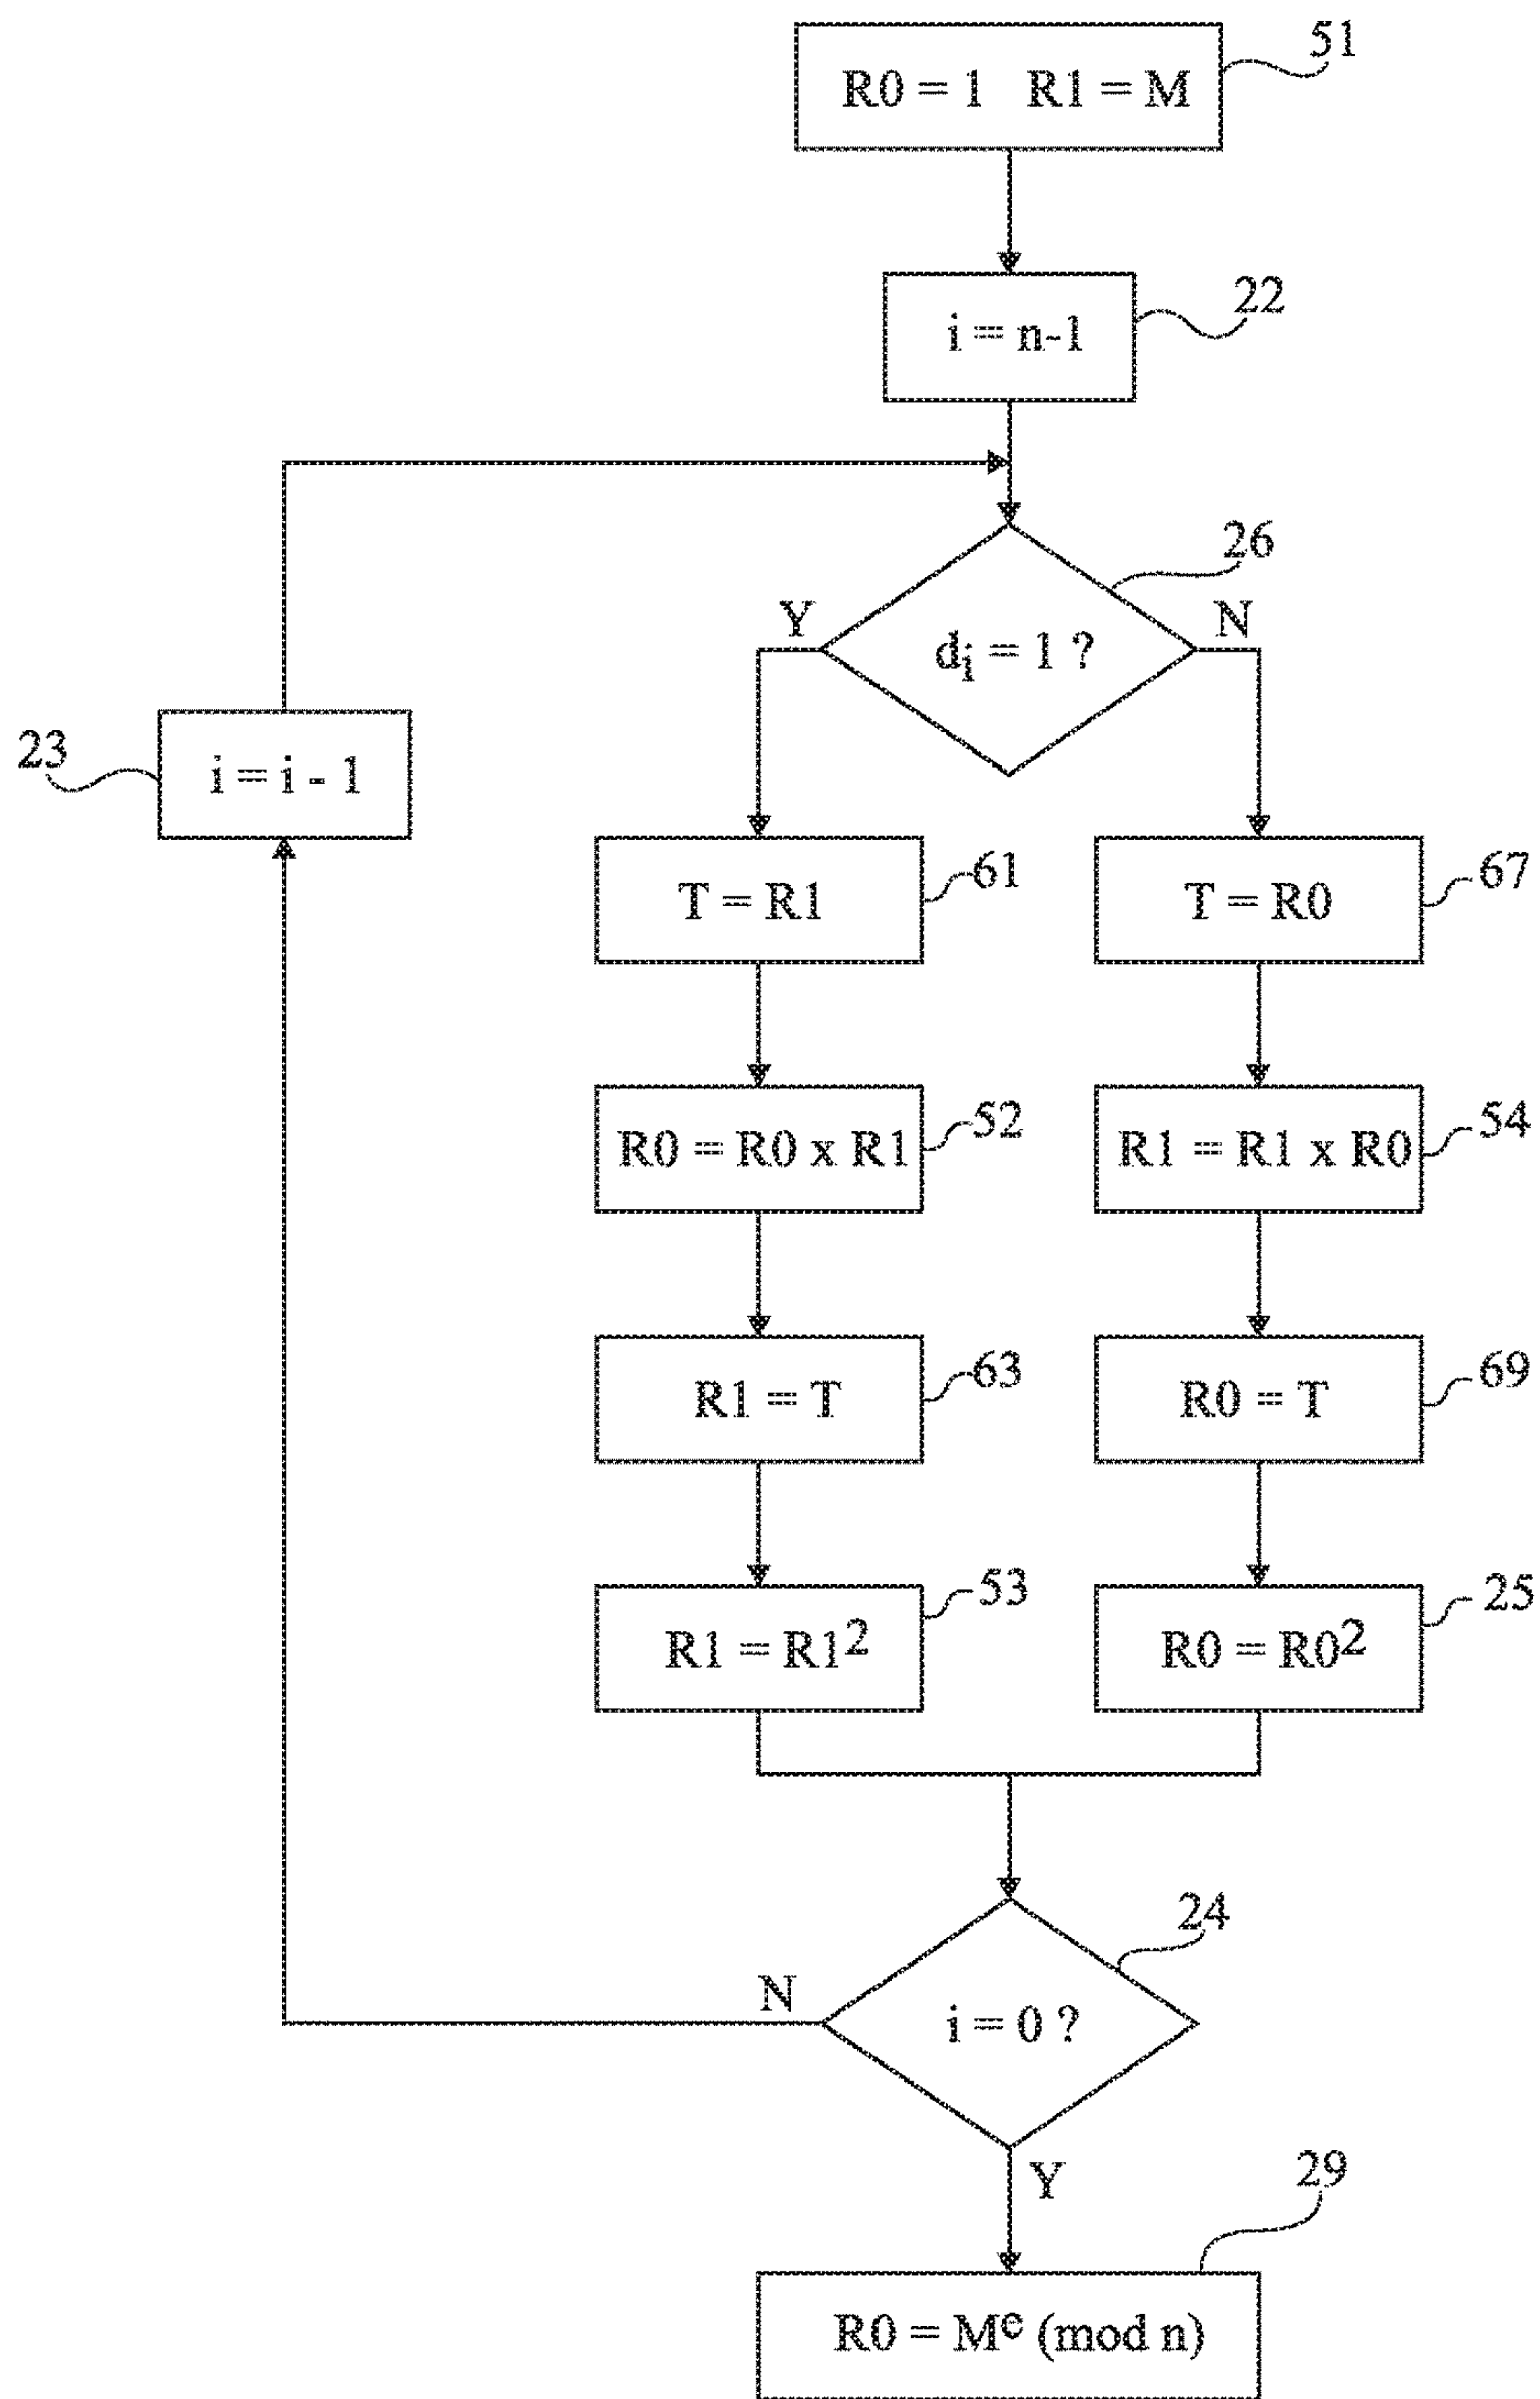 51
R0 = 1 R1 = M
22
i = n-1
26
Y
N
dᵢ = 1 ?
23
i = i - 1
61
T = R1
67
T = R0
52
R0 = R0 x R1
54
R1 = R1 x R0
63
R1 = T
69
R0 = T
53
R1 = R1²
25
R0 = R0²
24
N
i = 0 ?
Y
29
R0 = Mᵉ (mod n)